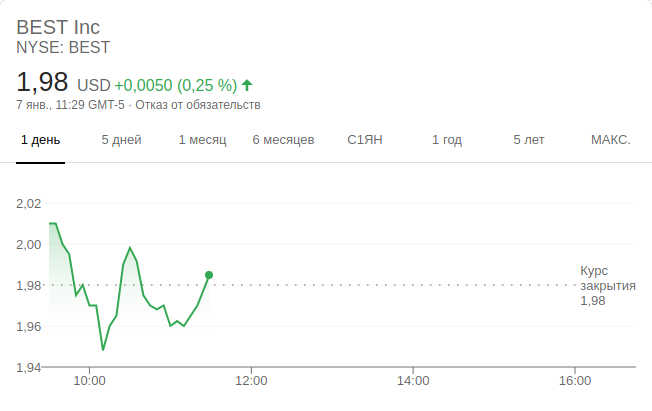 BEST Inc
NYSE: BEST
1,98 USD +0,0050 (0,25 %)
7 янв., 11:29 GMT-5 · Отказ от обязательств
1 день 5 дней 1 месяц 6 месяцев С1ЯН 1 год 5 лет МАКС.
2,02
2,00
Курс
1,98 закрытия
1,98
1,96
1,94
10:00 12:00 14:00 16:00